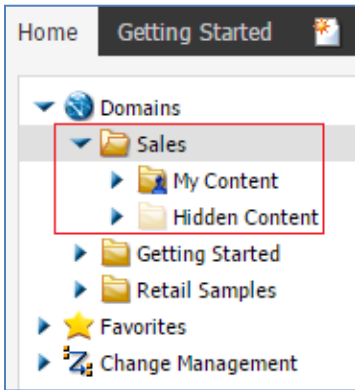 Home Getting Started
Domains
Sales
My Content
Hidden Content
Getting Started
Retail Samples
Favorites
Change Management